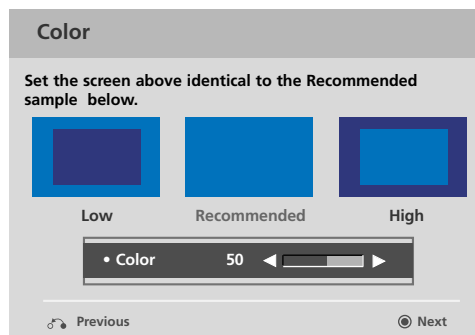 Color
Set the screen above identical to the Recommended
sample below.
Low Recommended High
• Color 50
Previous Next